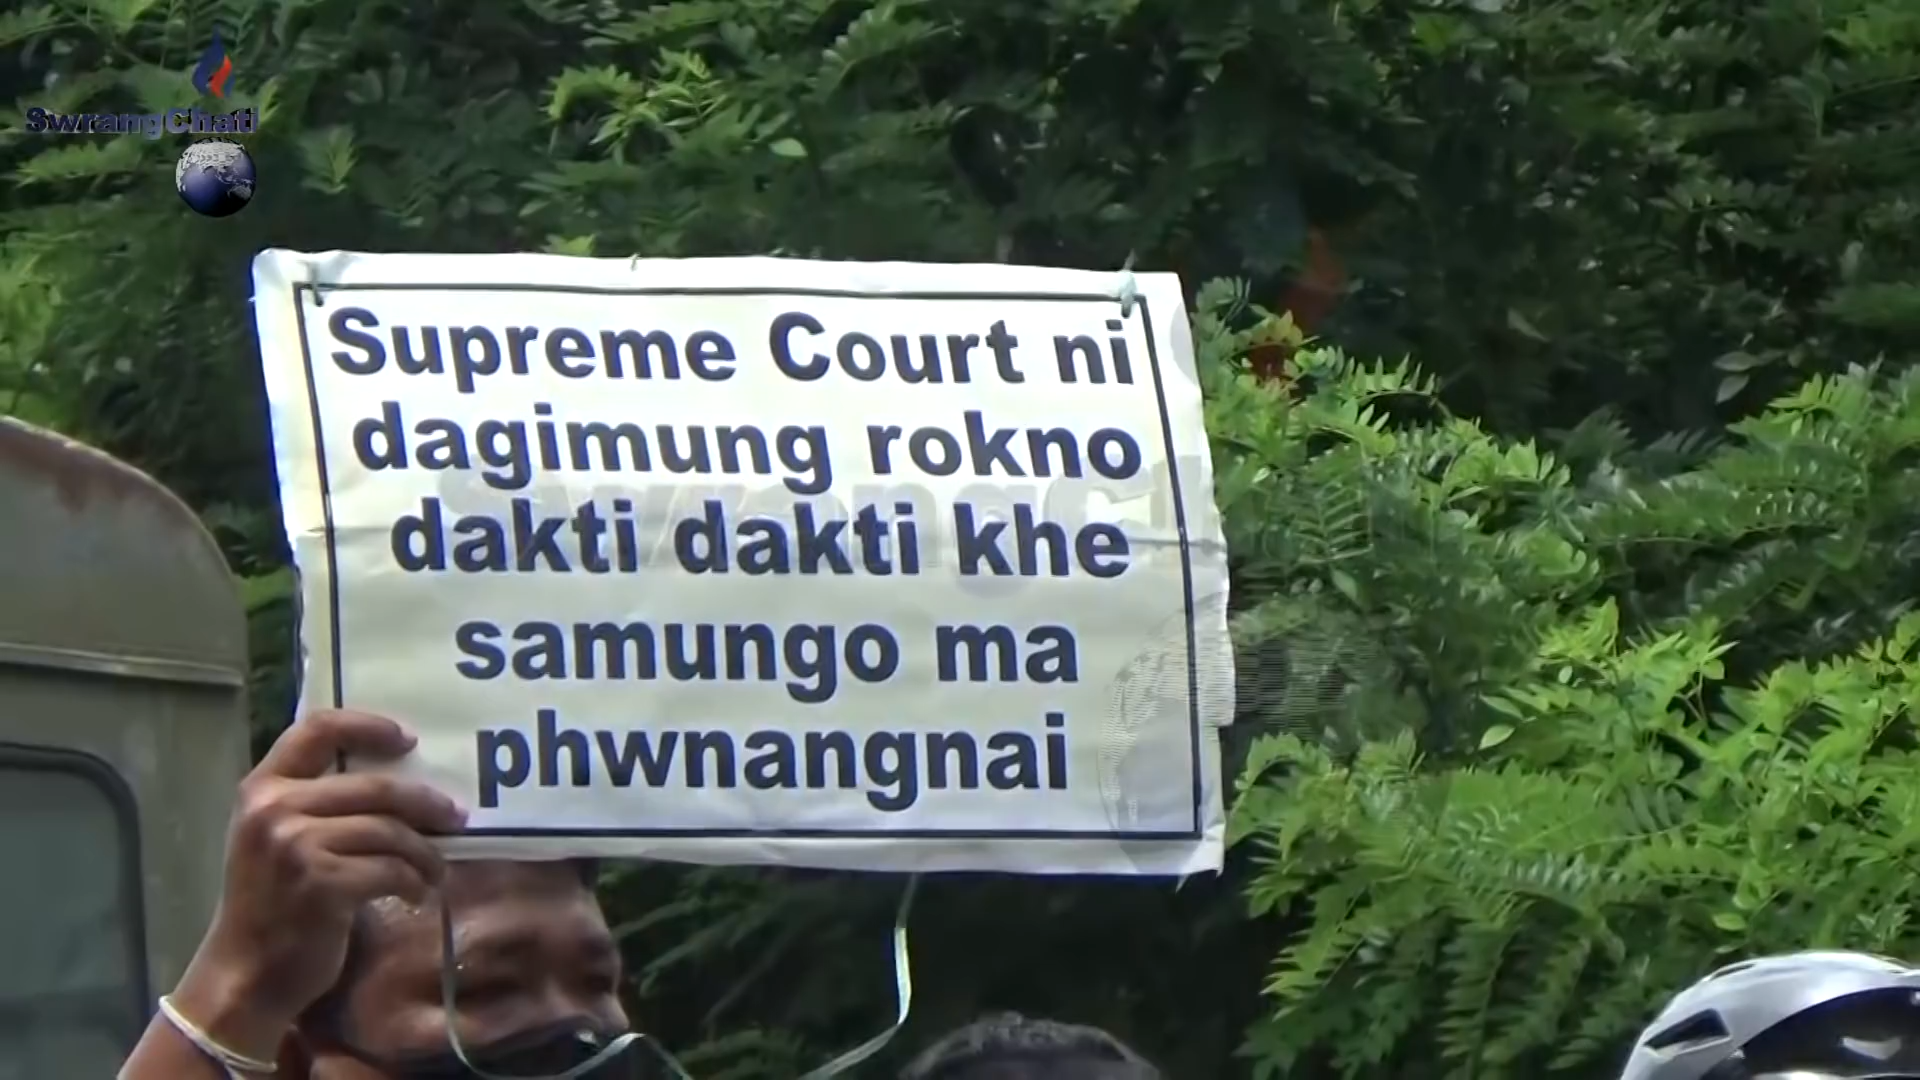 SwrangChati
Supreme Court ni
dagimung rokno
dakti dakti khe
samungo ma
phwnangnai